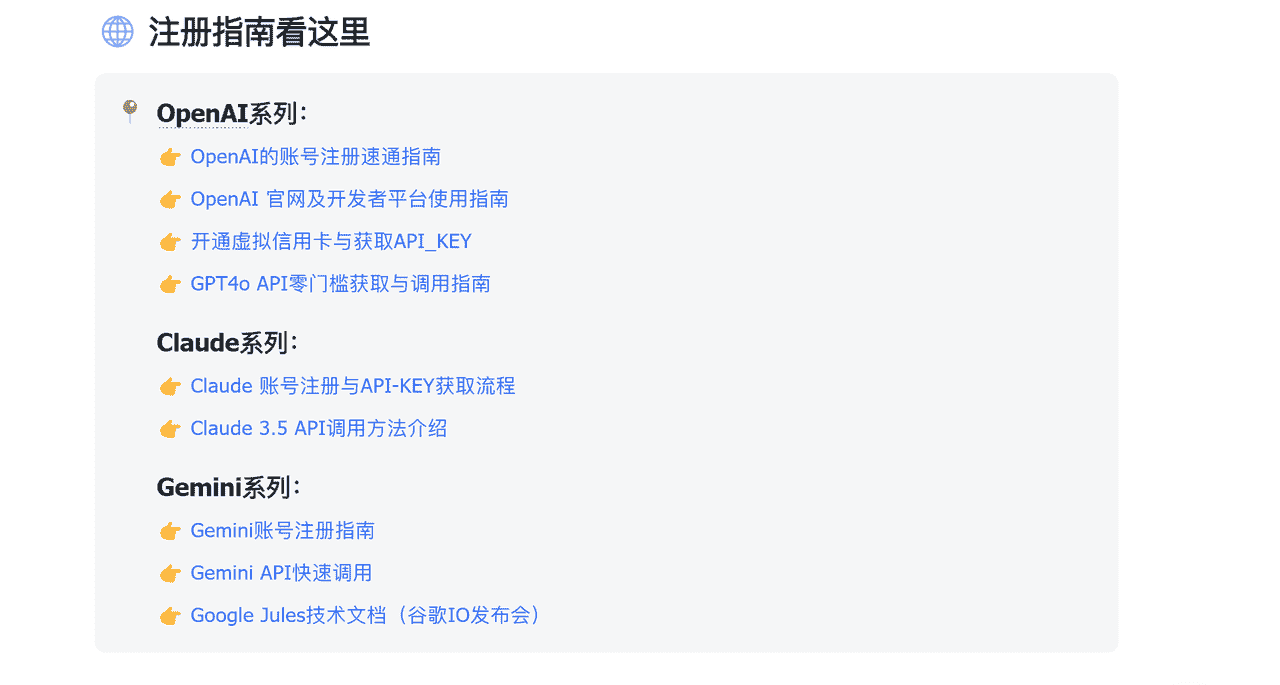 注册指南看这里
OpenAI系列：
OpenAI的账号注册速通指南
OpenAI 官网及开发者平台使用指南
开通虚拟信用卡与获取API_KEY
GPT4o API零门槛获取与调用指南
Claude系列：
Claude 账号注册与API-KEY获取流程
Claude 3.5 API调用方法介绍
Gemini系列：
Gemini账号注册指南
Gemini API快速调用
Google Jules技术文档（谷歌IO发布会）